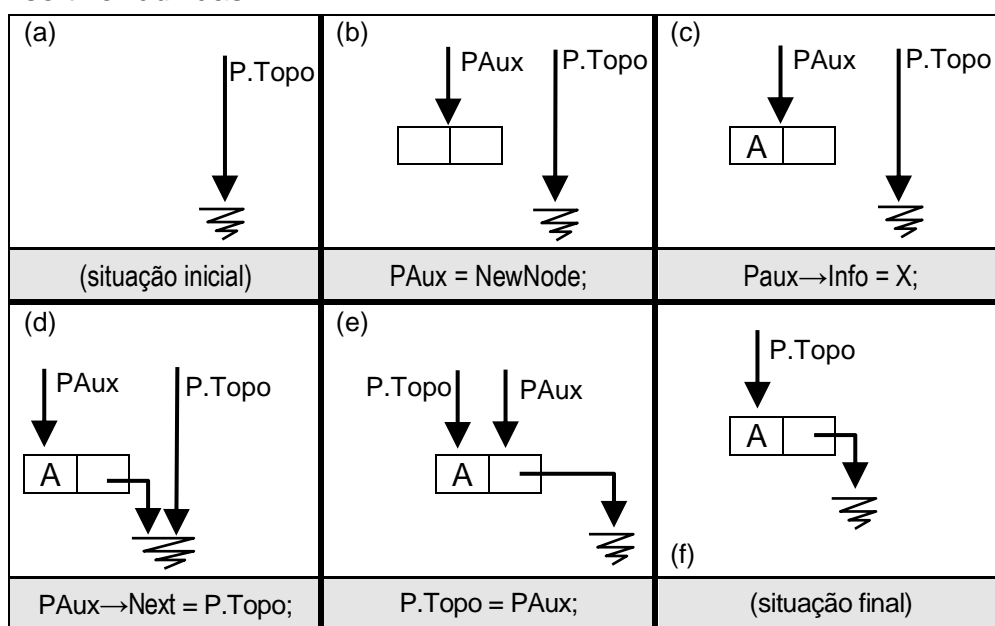 (a)
P.Topo
(situação inicial)
(b)
PAux
P.Topo
PAux = NewNode;
(c)
PAux
P.Topo
A
Paux→Info = X;
(d)
PAux
P.Topo
A
PAux→Next = P.Topo;
(e)
P.Topo
PAux
A
P.Topo = PAux;
P.Topo
A
(f)
(situação final)